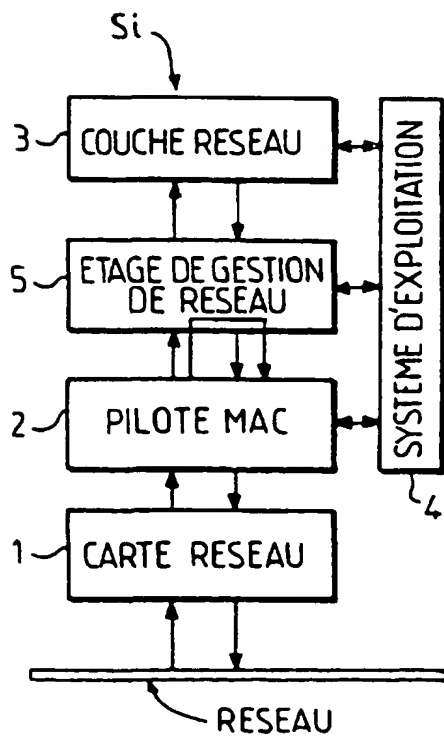 Si
3
COUCHE RESEAU
5
ETAGE DE GESTION
DE RESEAU
2
PILOTE MAC
1
CARTE RESEAU
SYSTEME D'EXPLOITATION
4
RESEAU